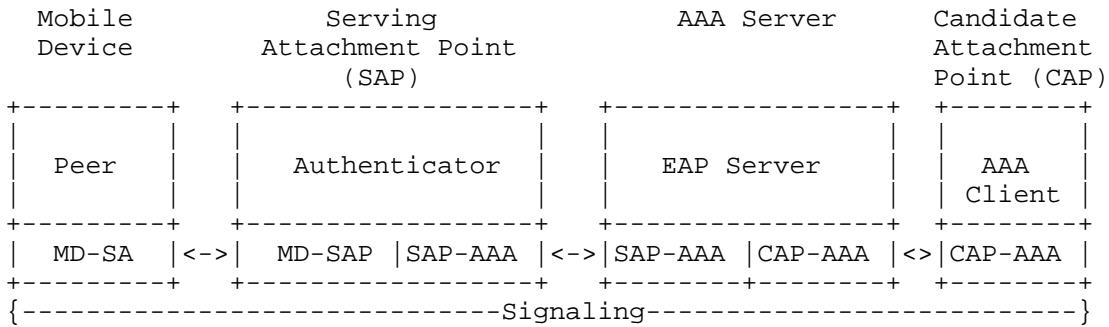 Mobile Serving AAA Server Candidate
Device Attachment Point Attachment
(SAP) Point (CAP)
+---------+ +------------------+ +-----------------+ +--------+
| | | | | | | |
| Peer | | Authenticator | | EAP Server | | AAA |
| | | | | | | Client |
+---------+ +------------------+ +-----------------+ +--------+
| MD-SA |<->| MD-SAP |SAP-AAA |<->|SAP-AAA |CAP-AAA |<>|CAP-AAA |
+---------+ +------------------+ +--------+--------+ +--------+
{-----------------------------Signaling--------------------------}